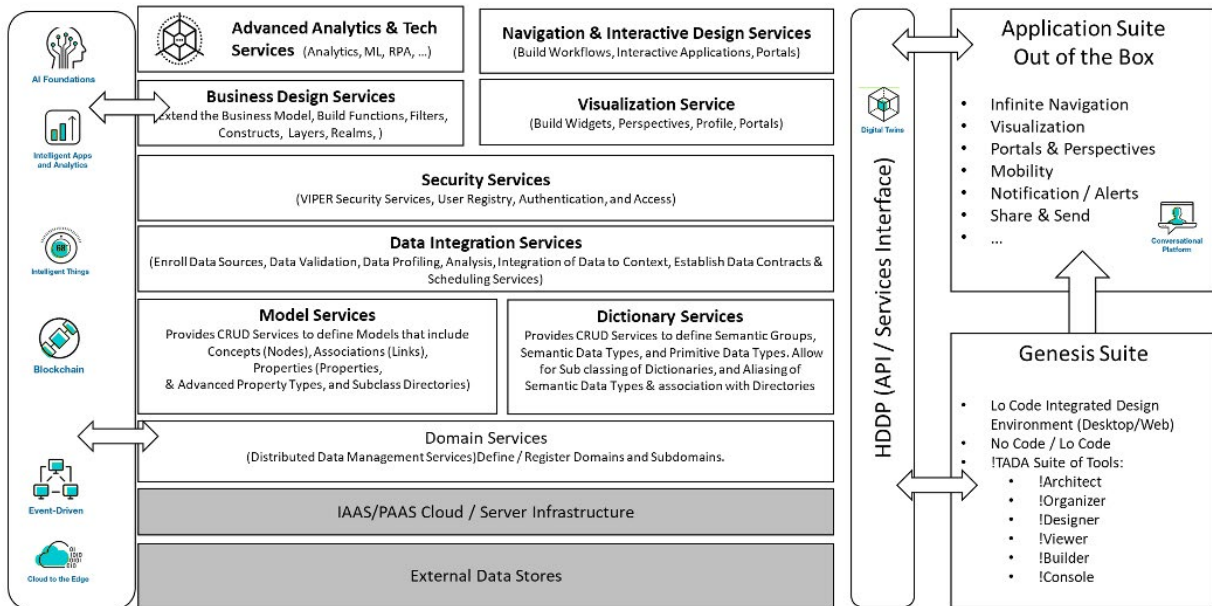 AI Foundations
Intelligent Apps
and Analytics
Intelligent Things
Blockchain
Event-Driven
Cloud to the Edge
Advanced Analytics & Tech
Services (Analytics, ML, RPA, ...)
Navigation & Interactive Design Services
(Build Workflows, Interactive Applications, Portals)
Business Design Services
Extend the Business Model, Build Functions, Filters,
Constructs, Layers, Realms, )
Visualization Service
(Build Widgets, Perspectives, Profile, Portals)
Security Services
(VIPER Security Services, User Registry, Authentication, and Access)
Data Integration Services
(Enroll Data Sources, Data Validation, Data Profiling, Analysis, Integration of Data to Context, Establish Data Contracts &
Scheduling Services)
Model Services
Provides CRUD Services to define Models that include
Concepts (Nodes), Associations (Links),
Properties (Properties,
& Advanced Property Types, and Subclass Directories)
Dictionary Services
Provides CRUD Services to define Semantic Groups,
Semantic Data Types, and Primitive Data Types. Allow
for Sub classing of Dictionaries, and Aliasing of
Semantic Data Types & association with Directories
Domain Services
(Distributed Data Management Services)Define / Register Domains and Subdomains.
IAAS/PAAS Cloud / Server Infrastructure
External Data Stores
Digital Twins
HDDP (API / Services Interface)
Application Suite
Out of the Box
• Infinite Navigation
• Visualization
• Portals & Perspectives
• Mobility
• Notification / Alerts
• Share & Send
• ...
Conversational
Platform
Genesis Suite
• Lo Code Integrated Design
Environment (Desktop/Web)
• No Code / Lo Code
• !TADA Suite of Tools:
• !Architect
• !Organizer
• !Designer
• !Viewer
• !Builder
• !Console